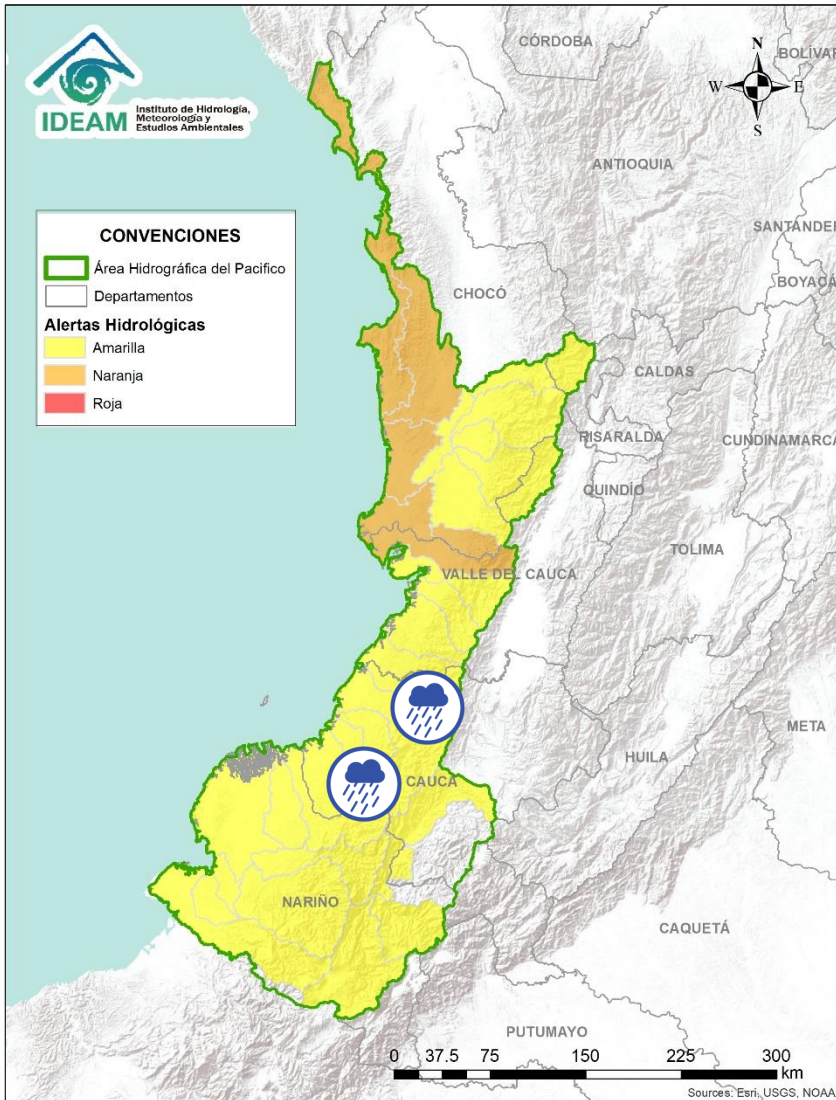 IDEAM
Instituto de Hidrología,
Meteorología y
Estudios Ambientales
CÓRDOBA
BOLÍVAR
N
W
E
S
ANTIOQUIA
SANTANDER
CONVENCIONES
Área Hidrográfica del Pacifico
Departamentos
Alertas Hidrológicas
Amarilla
Naranja
Roja
BOYACÁ
CHOCÓ
CALDAS
RISARALDA
CUNDINAMARCA
QUINDÍO
TOLIMA
VALLE DEL CAUCA
META
HUILA
CAUCA
NARIÑO
CAQUETÁ
PUTUMAYO
0 37.5 75 150 225 300
km
Sources: Esri, USGS, NOAA